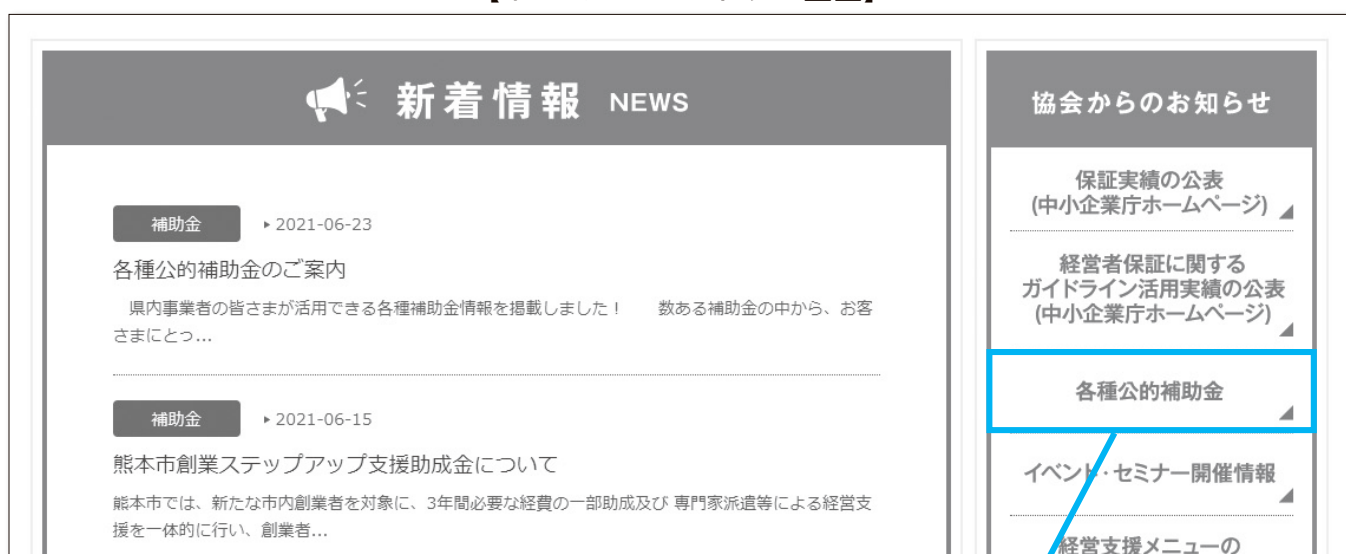 新着情報 NEWS
補助金 ▸2021-06-23
各種公的補助金のご案内
県内事業者の皆さまが活用できる各種補助金情報を掲載しました！　数ある補助金の中から、お客
さまにとっ...
補助金 ▸2021-06-15
熊本市創業ステップアップ支援助成金について
熊本市では、新たな市内創業者を対象に、3年間必要な経費の一部助成及び 専門家派遣等による経営支
援を一体的に行い、創業者...
協会からのお知らせ
保証実績の公表
(中小企業庁ホームページ)
経営者保証に関する
ガイドライン活用実績の公表
(中小企業庁ホームページ)
各種公的補助金
イベント・セミナー開催情報
経営支援メニューの